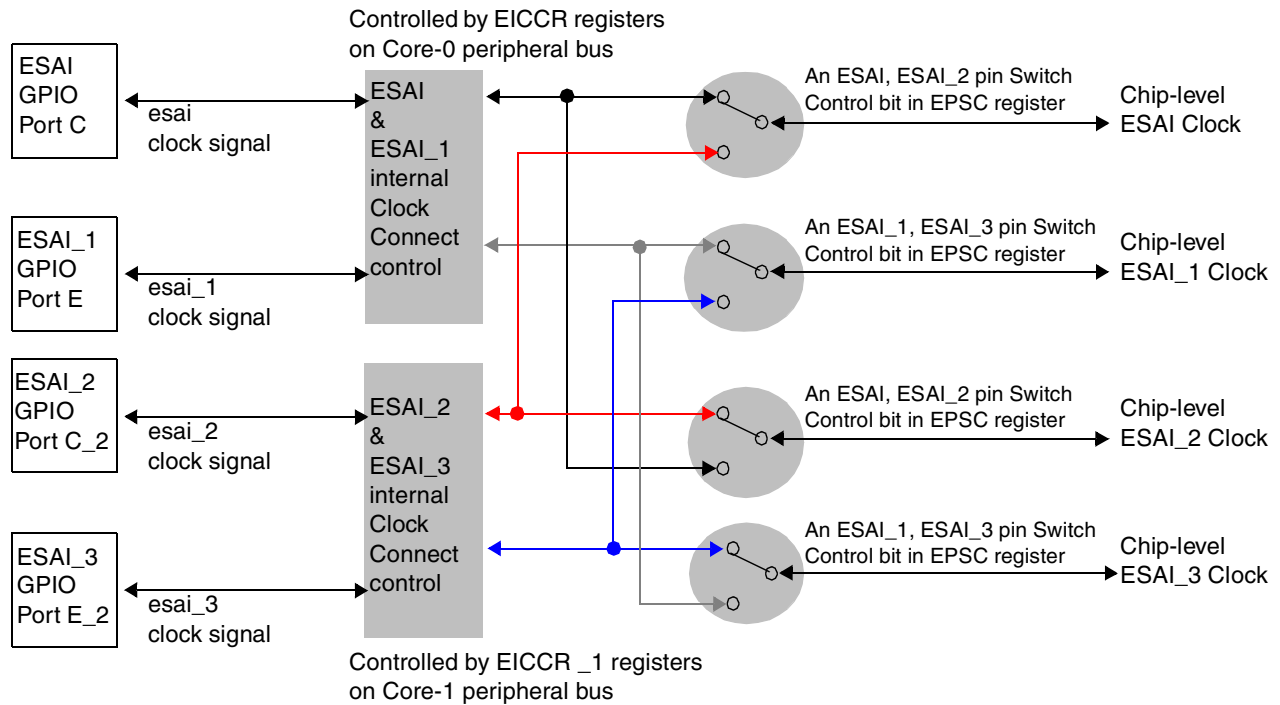 Controlled by EICCR registers
on Core-0 peripheral bus
ESAI
GPIO
Port C
esai
clock signal
ESAI
&
ESAI_1
internal
Clock
Connect
control
An ESAI, ESAI_2 pin Switch
Control bit in EPSC register
Chip-level
ESAI Clock
ESAI_1
GPIO
Port E
esai_1
clock signal
An ESAI_1, ESAI_3 pin Switch
Control bit in EPSC register
Chip-level
ESAI_1 Clock
ESAI_2
GPIO
Port C_2
esai_2
clock signal
ESAI_2
&
ESAI_3
internal
Clock
Connect
control
An ESAI, ESAI_2 pin Switch
Control bit in EPSC register
Chip-level
ESAI_2 Clock
ESAI_3
GPIO
Port E_2
esai_3
clock signal
An ESAI_1, ESAI_3 pin Switch
Control bit in EPSC register
Chip-level
ESAI_3 Clock
Controlled by EICCR _1 registers
on Core-1 peripheral bus